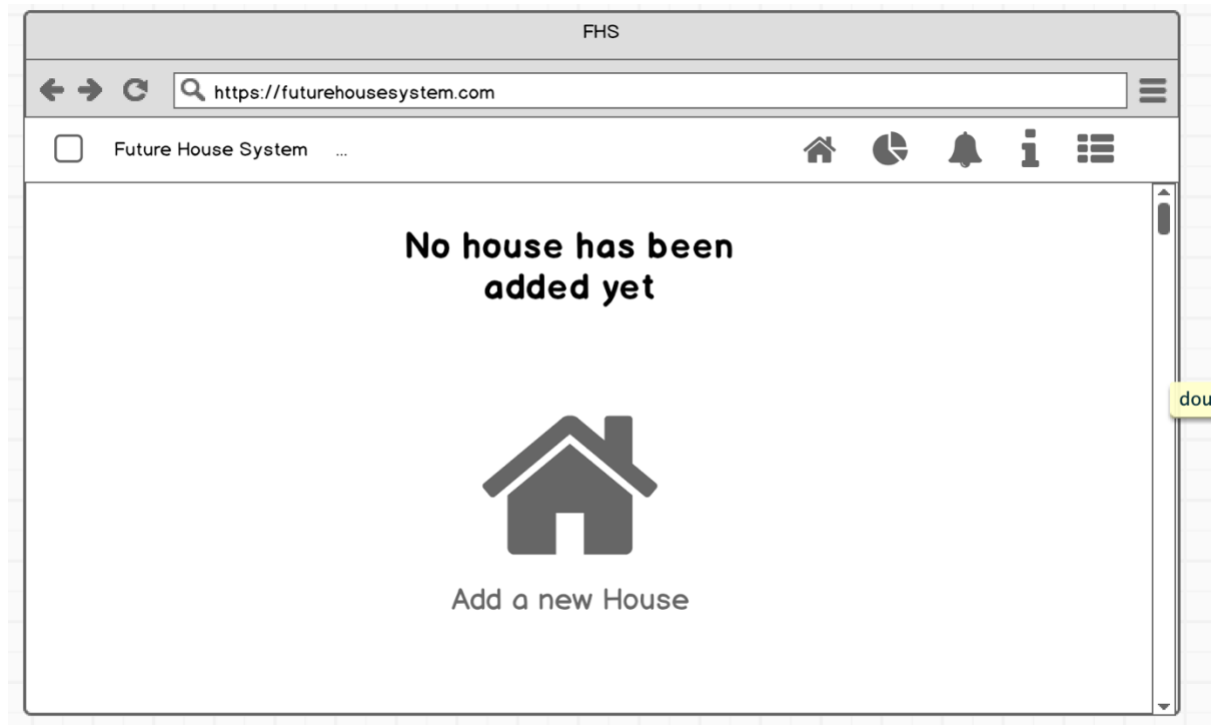 FHS
https://futurehousesystem.com
Future House System ...
No house has been
added yet
dou
Add a new House